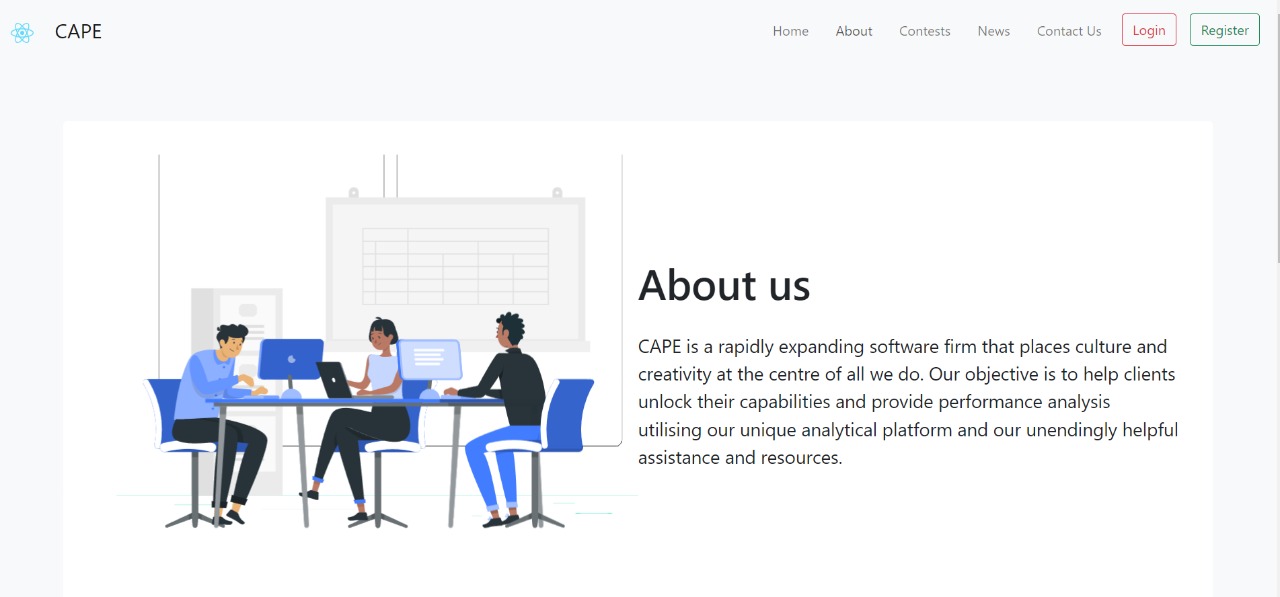 CAPE
Home
About
Contests
News
Contact Us
Login
Register
About us
CAPE is a rapidly expanding software firm that places culture and
creativity at the centre of all we do. Our objective is to help clients
unlock their capabilities and provide performance analysis
utilising our unique analytical platform and our unendingly helpful
assistance and resources.